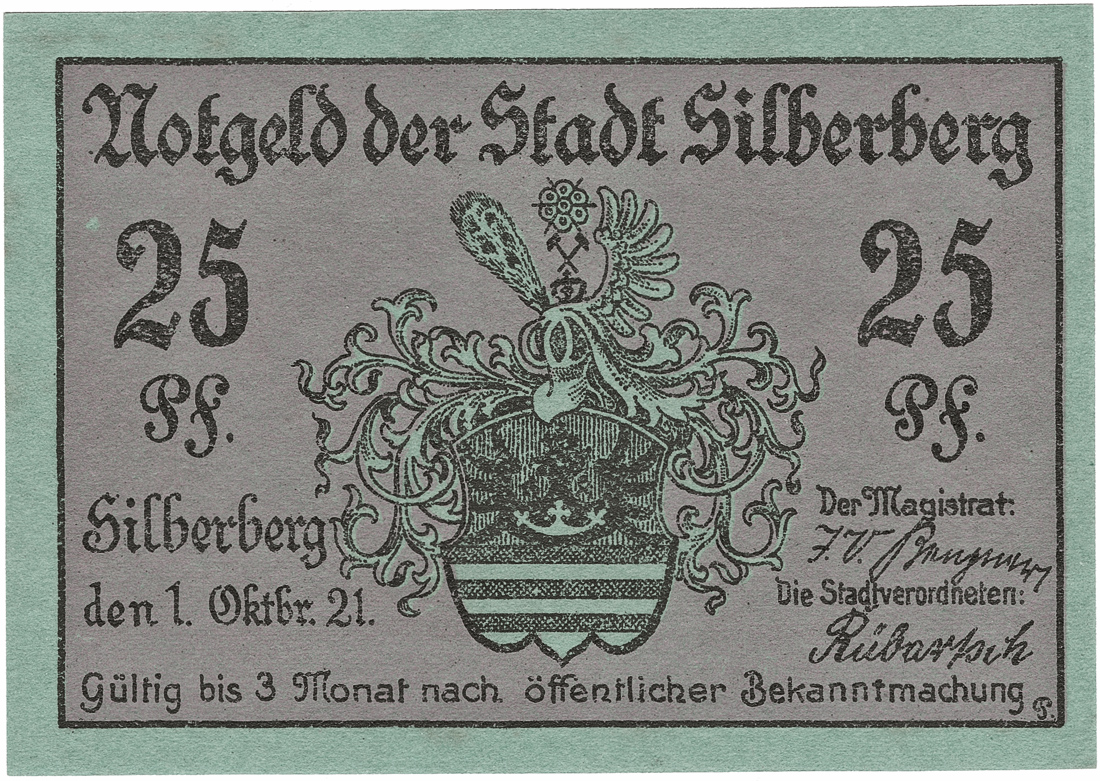 Notgeld der Stadt Silberberg
25
Pf.
25
Pf.
Silberberg
den 1. Oktbr. 21.
Der Magistrat:
J. V.
Die Stadtverordneten:
Rübartsch
Gültig bis 3 Monat nach öffentlicher Bekanntmachung